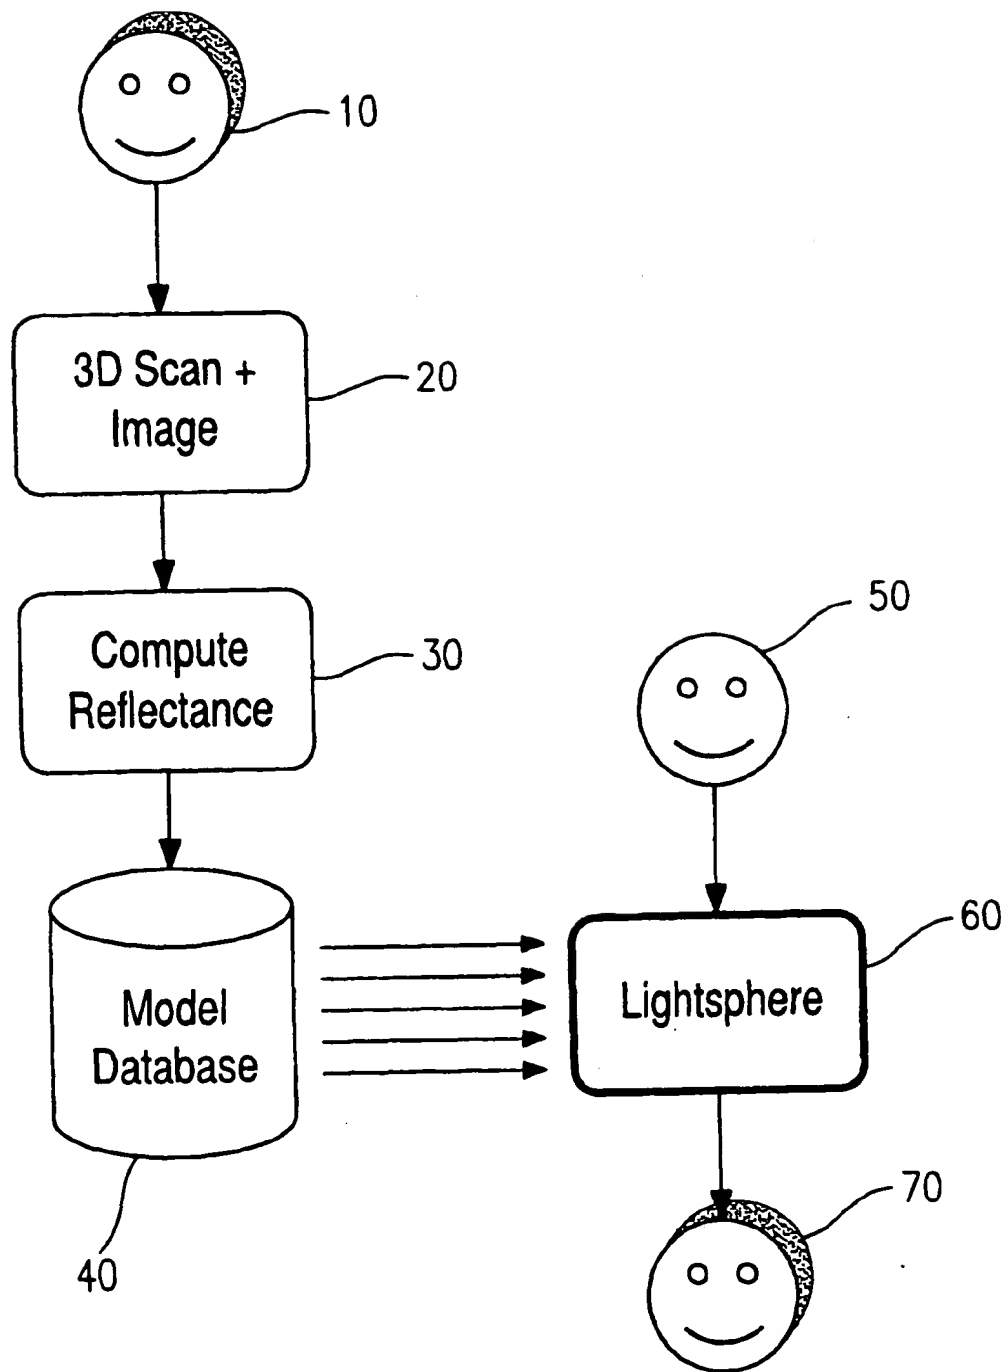 10
3D Scan +
Image
20
Compute
Reflectance
30
50
Model
Database
40
Lightsphere
60
70